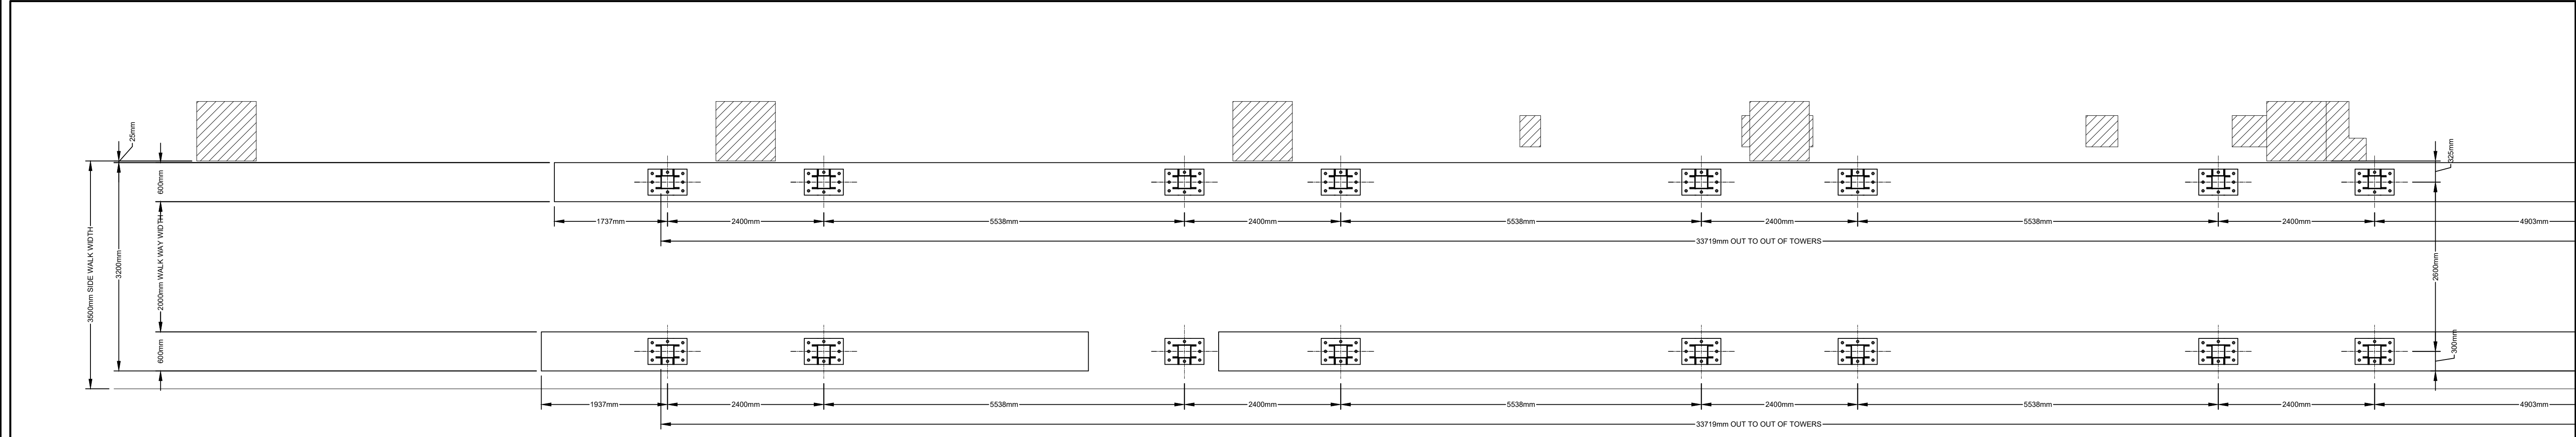 25mm
325mm
600mm
3500mm SIDE WALK WIDTH
3200mm
2000mm WALK WAY WIDTH
1737mm
2400mm
5538mm
2400mm
5538mm
2400mm
5538mm
2400mm
4903mm
33719mm OUT TO OUT OF TOWERS
2600mm
600mm
300mm
1937mm
2400mm
5538mm
2400mm
5538mm
2400mm
5538mm
2400mm
4903mm
33719mm OUT TO OUT OF TOWERS